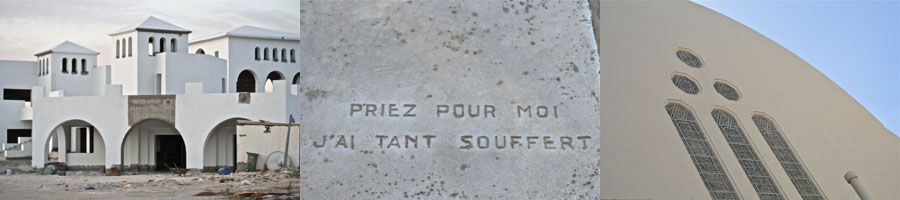 PRIEZ POUR MOI
J'AI TANT SOUFFERT